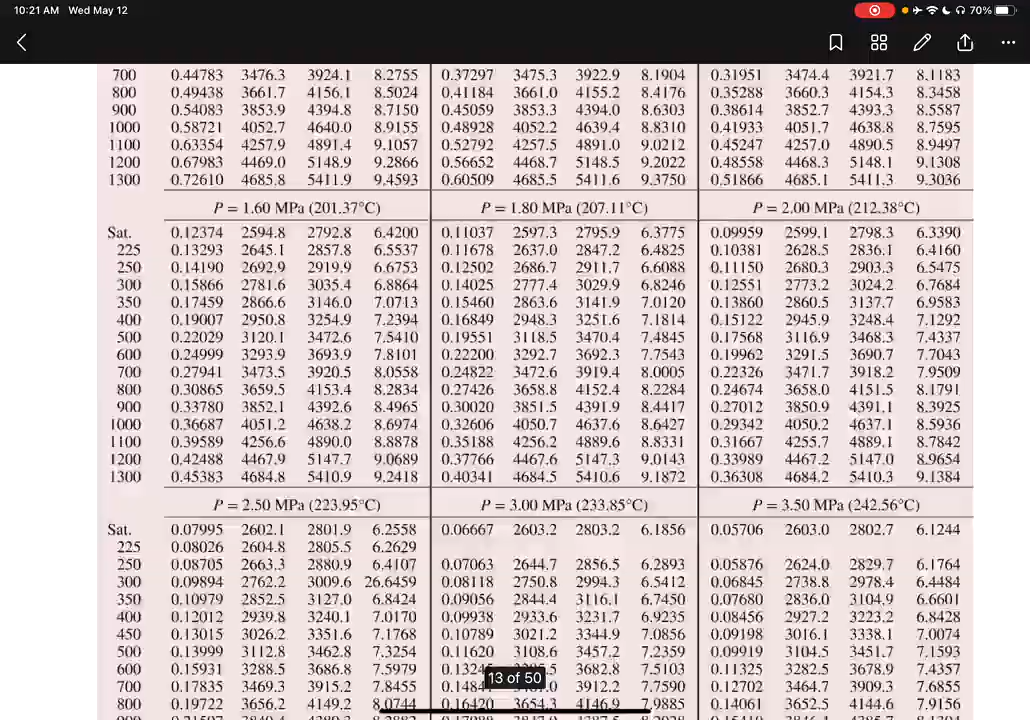 10:21 AM Wed May 12 70%
700 0.44783 3476.3 3924.1 8.2755 0.37297 3475.3 3922.9 8.1904 0.31951 3474.4 3921.7 8.1183
800 0.49438 3661.7 4156.1 8.5024 0.41184 3661.0 4155.2 8.4176 0.35288 3660.3 4154.3 8.3458
900 0.54083 3853.9 4394.8 8.7150 0.45059 3853.3 4394.0 8.6303 0.38614 3852.7 4393.3 8.5587
1000 0.58721 4052.7 4640.0 8.9155 0.48928 4052.2 4639.4 8.8310 0.41933 4051.7 4638.8 8.7595
1100 0.63354 4257.9 4891.4 9.1057 0.52792 4257.5 4891.0 9.0212 0.45247 4257.0 4890.5 8.9497
1200 0.67983 4469.0 5148.9 9.2866 0.56652 4468.7 5148.5 9.2022 0.48558 4468.3 5148.1 9.1308
1300 0.72610 4685.8 5411.9 9.4593 0.60509 4685.5 5411.6 9.3750 0.51866 4685.1 5411.3 9.3036
P = 1.60 MPa (201.37°C) P = 1.80 MPa (207.11°C) P = 2.00 MPa (212.38°C)
Sat. 0.12374 2594.8 2792.8 6.4200 0.11037 2597.3 2795.9 6.3775 0.09959 2599.1 2798.3 6.3390
225 0.13293 2645.1 2857.8 6.5537 0.11678 2637.0 2847.2 6.4825 0.10381 2628.5 2836.1 6.4160
250 0.14190 2692.9 2919.9 6.6753 0.12502 2686.7 2911.7 6.6088 0.11150 2680.3 2903.3 6.5475
300 0.15866 2781.6 3035.4 6.8864 0.14025 2777.4 3029.9 6.8246 0.12551 2773.2 3024.2 6.7684
350 0.17459 2866.6 3146.0 7.0713 0.15460 2863.6 3141.9 7.0120 0.13860 2860.5 3137.7 6.9583
400 0.19007 2950.8 3254.9 7.2394 0.16849 2948.3 3251.6 7.1814 0.15122 2945.9 3248.4 7.1292
500 0.22029 3120.1 3472.6 7.5410 0.19551 3118.5 3470.4 7.4845 0.17568 3116.9 3468.3 7.4337
600 0.24999 3293.9 3693.9 7.8101 0.22200 3292.7 3692.3 7.7543 0.19962 3291.5 3690.7 7.7043
700 0.27941 3473.5 3920.5 8.0558 0.24822 3472.6 3919.4 8.0005 0.22326 3471.7 3918.2 7.9509
800 0.30865 3659.5 4153.4 8.2834 0.27426 3658.8 4152.4 8.2284 0.24674 3658.0 4151.5 8.1791
900 0.33780 3852.1 4392.6 8.4965 0.30020 3851.5 4391.9 8.4417 0.27012 3850.9 4391.1 8.3925
1000 0.36687 4051.2 4638.2 8.6974 0.32606 4050.7 4637.6 8.6427 0.29342 4050.2 4637.1 8.5936
1100 0.39589 4256.6 4890.0 8.8878 0.35188 4256.2 4889.6 8.8331 0.31667 4255.7 4889.1 8.7842
1200 0.42488 4467.9 5147.7 9.0689 0.37766 4467.6 5147.3 9.0143 0.33989 4467.2 5147.0 8.9654
1300 0.45383 4684.8 5410.9 9.2418 0.40341 4684.5 5410.6 9.1872 0.36308 4684.2 5410.3 9.1384
P = 2.50 MPa (223.95°C) P = 3.00 MPa (233.85°C) P = 3.50 MPa (242.56°C)
Sat. 0.07995 2602.1 2801.9 6.2558 0.06667 2603.2 2803.2 6.1856 0.05706 2603.0 2802.7 6.1244
225 0.08026 2604.8 2805.5 6.2629
250 0.08705 2663.3 2880.9 6.4107 0.07063 2644.7 2856.5 6.2893 0.05876 2624.0 2829.7 6.1764
300 0.09894 2762.2 3009.6 26.6459 0.08118 2750.8 2994.3 6.5412 0.06845 2738.8 2978.4 6.4484
350 0.10979 2852.5 3127.0 6.8424 0.09056 2844.4 3116.1 6.7450 0.07680 2836.0 3104.9 6.6601
400 0.12012 2939.8 3240.1 7.0170 0.09938 2933.6 3231.7 6.9235 0.08456 2927.2 3223.2 6.8428
450 0.13015 3026.2 3351.6 7.1768 0.10789 3021.2 3344.9 7.0856 0.09198 3016.1 3338.1 7.0074
500 0.13999 3112.8 3462.8 7.3254 0.11620 3108.6 3457.2 7.2359 0.09919 3104.5 3451.7 7.1593
600 0.15931 3288.5 3686.8 7.5979 3682.8 7.5103 0.11325 3282.5 3678.9 7.4357
13 of 50
700 0.17835 3469.3 3915.2 7.8455 3912.2 7.7590 0.12702 3464.7 3909.3 7.6855
800 0.19722 3656.2 4149.2 8.0744 0.16420 3654.3 4146.9 7.9885 0.14061 3652.5 4144.6 7.9156